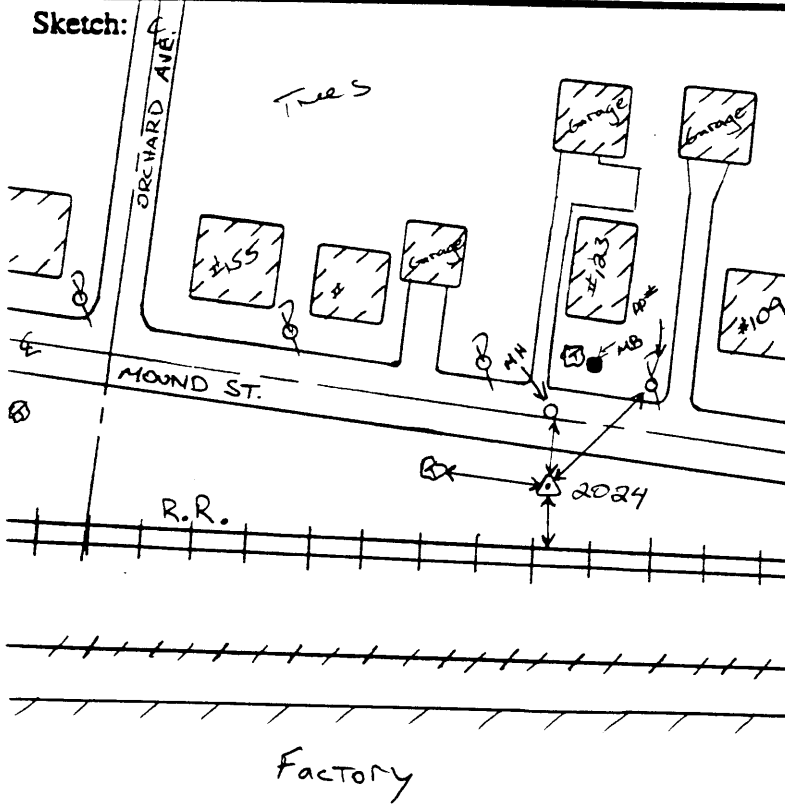 Sketch:
℄
ORCHARD AVE.
Trees
Garage
Garage
#155
#
Garage
#123
#109
℄
MOUND ST.
MH
MB
2024
R.R.
Factory